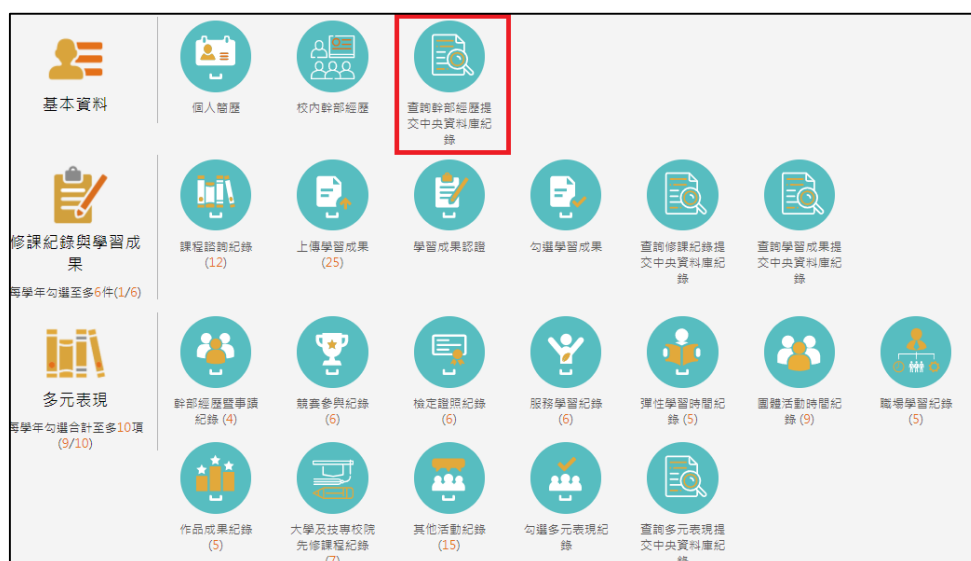 基本資料
個人簡歷
校內幹部經歷
查詢幹部經歷提
交中央資料庫紀
錄
修課紀錄與學習成
果
每學年勾選至多6件(1/6)
課程諮詢紀錄
(12)
上傳學習成果
(25)
學習成果認證
勾選學習成果
查詢修課紀錄提
交中央資料庫紀
錄
查詢學習成果提
交中央資料庫紀
錄
多元表現
每學年勾選合計至多10項
(9/10)
幹部經歷暨事蹟
紀錄 (4)
競賽參與紀錄
(6)
檢定證照紀錄
(6)
服務學習紀錄
(6)
彈性學習時間紀
錄 (5)
團體活動時間紀
錄 (9)
職場學習紀錄
(5)
作品成果紀錄
(5)
大學及技專校院
先修課程紀錄
(7)
其他活動紀錄
(15)
勾選多元表現紀
錄
查詢多元表現提
交中央資料庫紀
錄